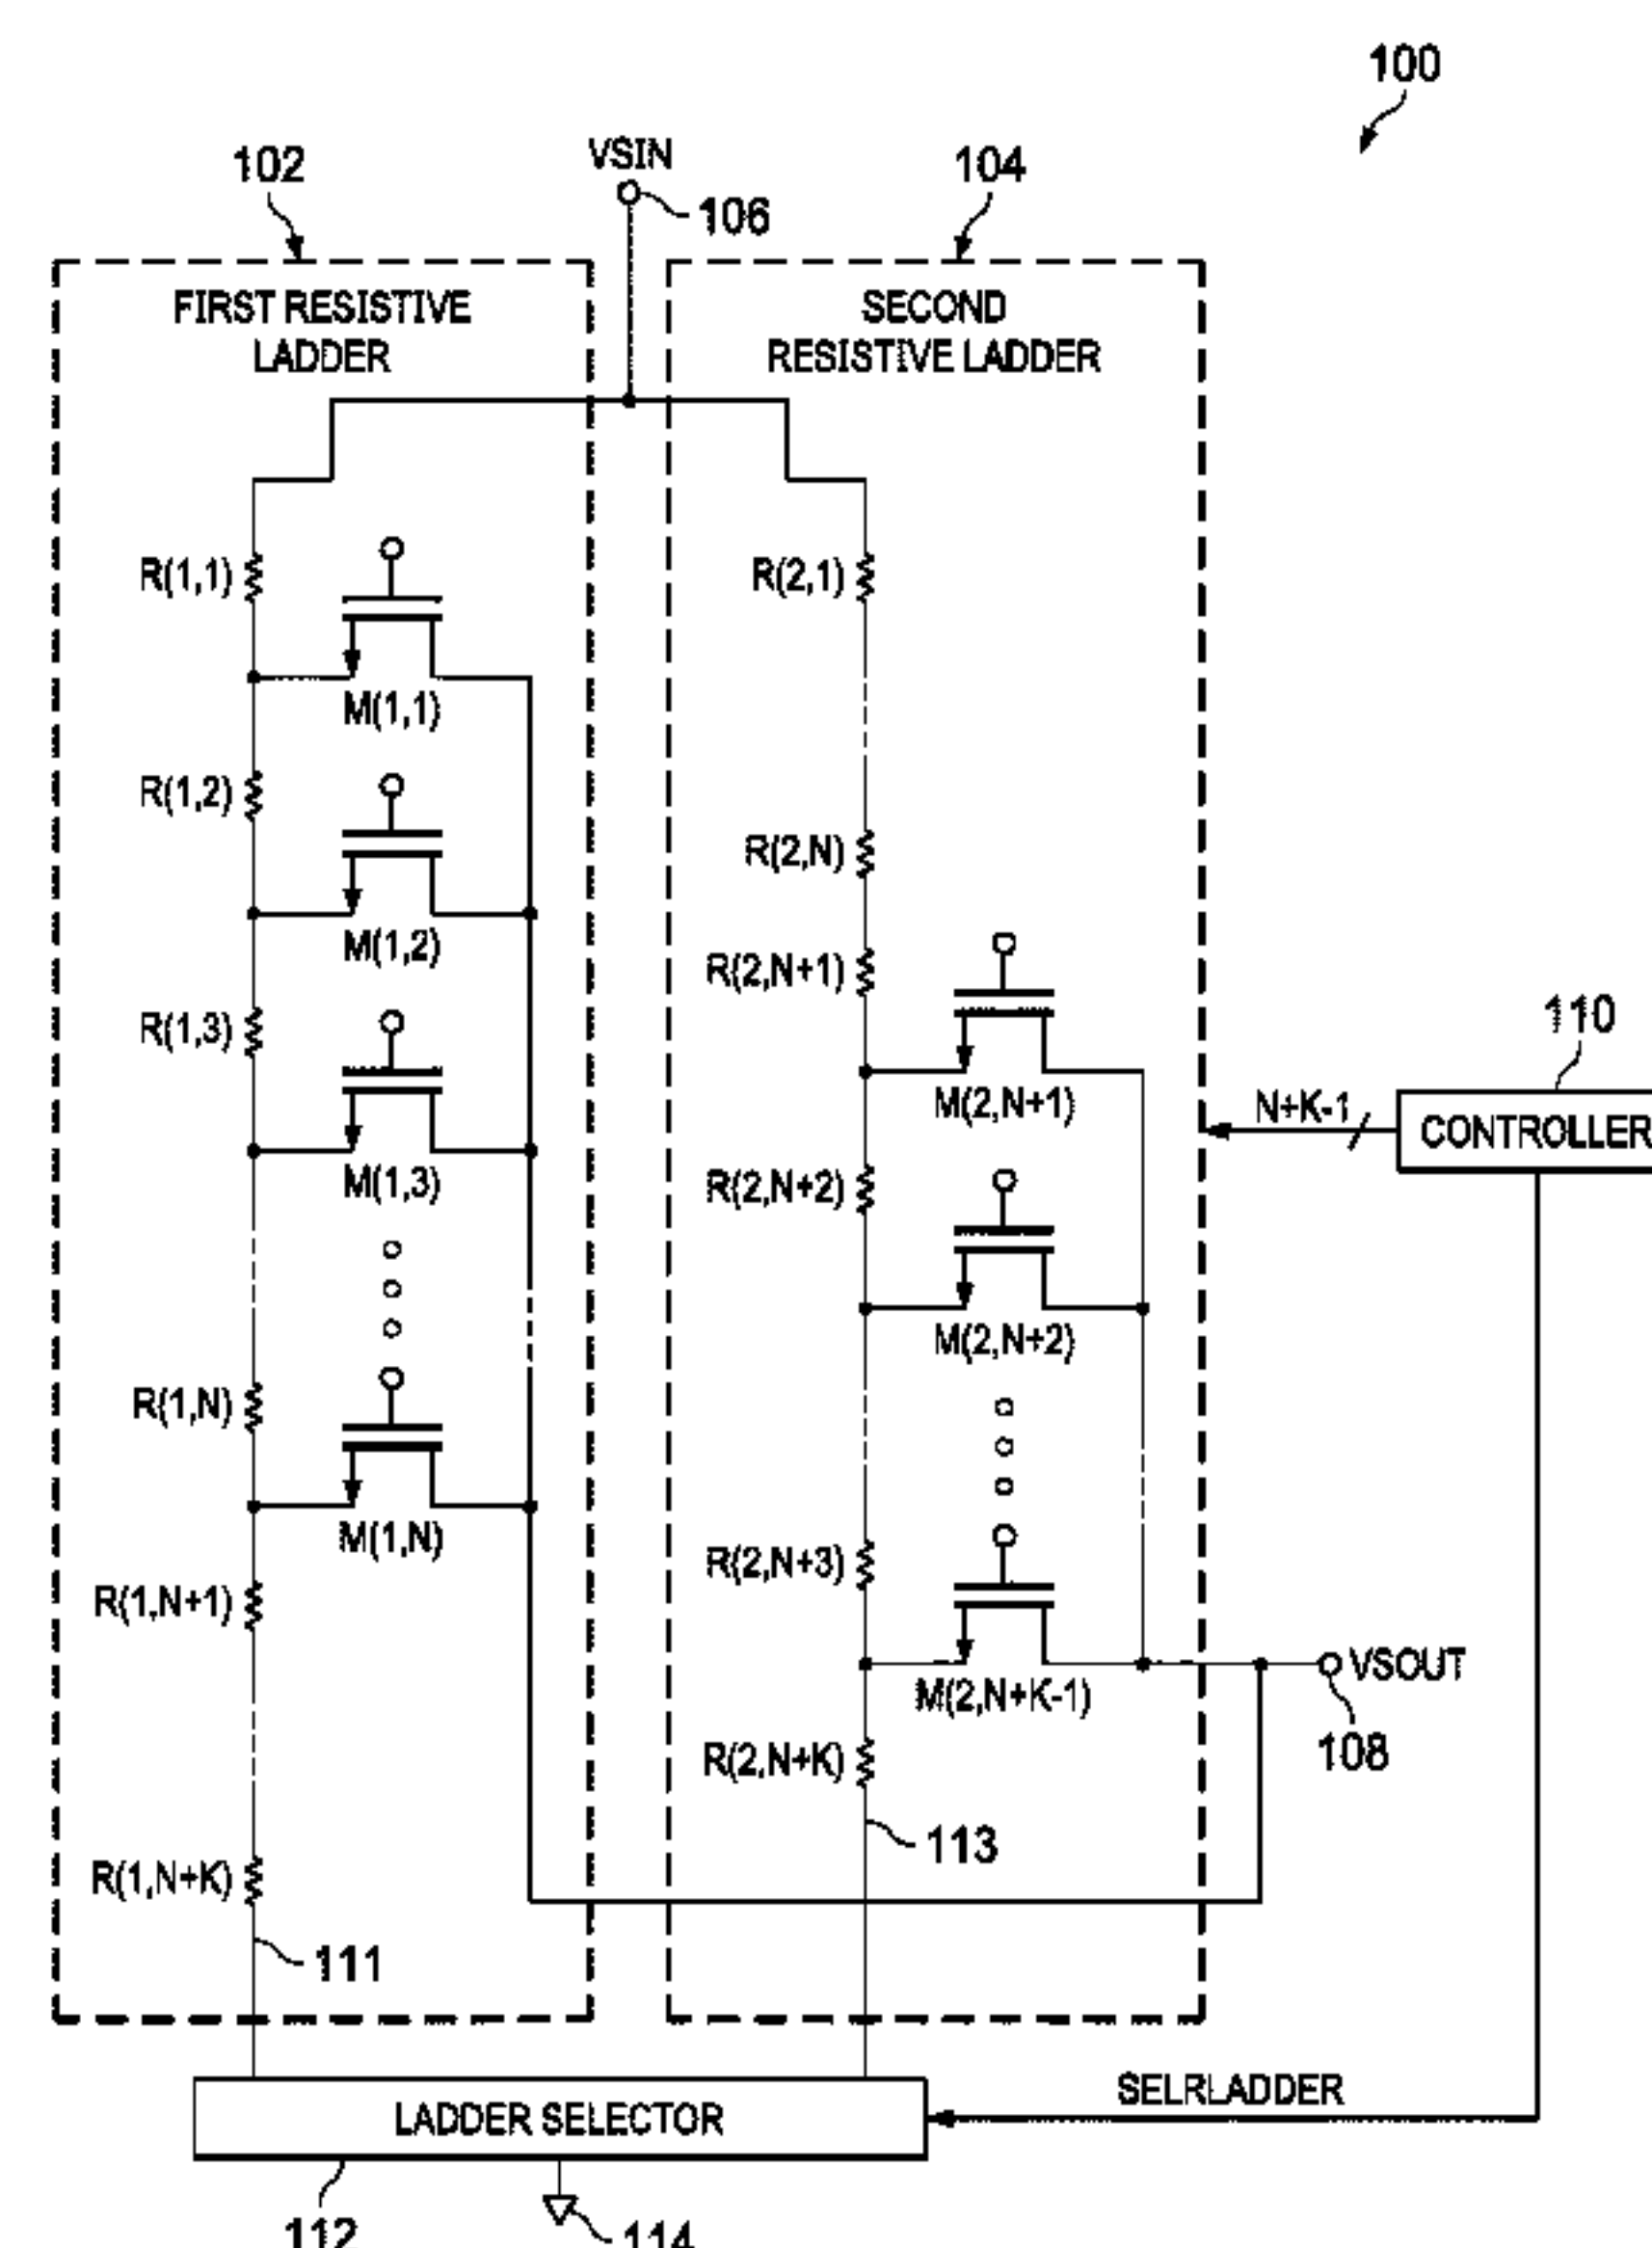 100
VSIN
102
104
106
FIRST RESISTIVE
LADDER
SECOND
RESISTIVE LADDER
R(1,1)
M(1,1)
R(1,2)
M(1,2)
R(1,3)
M(1,3)
R(1,N)
M(1,N)
R(1,N+1)
R(1,N+K)
111
R(2,1)
R(2,N)
R(2,N+1)
M(2,N+1)
R(2,N+2)
M(2,N+2)
R(2,N+3)
M(2,N+K-1)
R(2,N+K)
113
110
N+K-1
CONTROLLER
VSOUT
108
SELRLADDER
LADDER SELECTOR
112
114